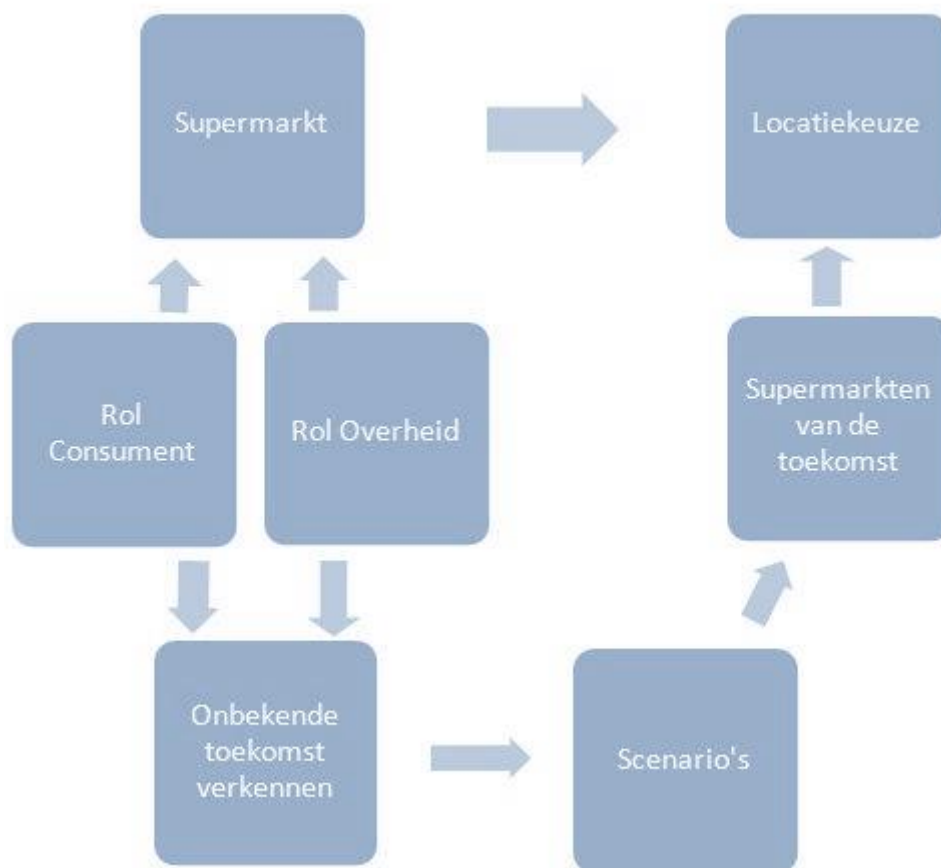 Supermarkt
Locatiekeuze
Rol
Consument
Rol Overheid
Supermarkten
van de
toekomst
Onbekende
toekomst
verkennen
Scenario's